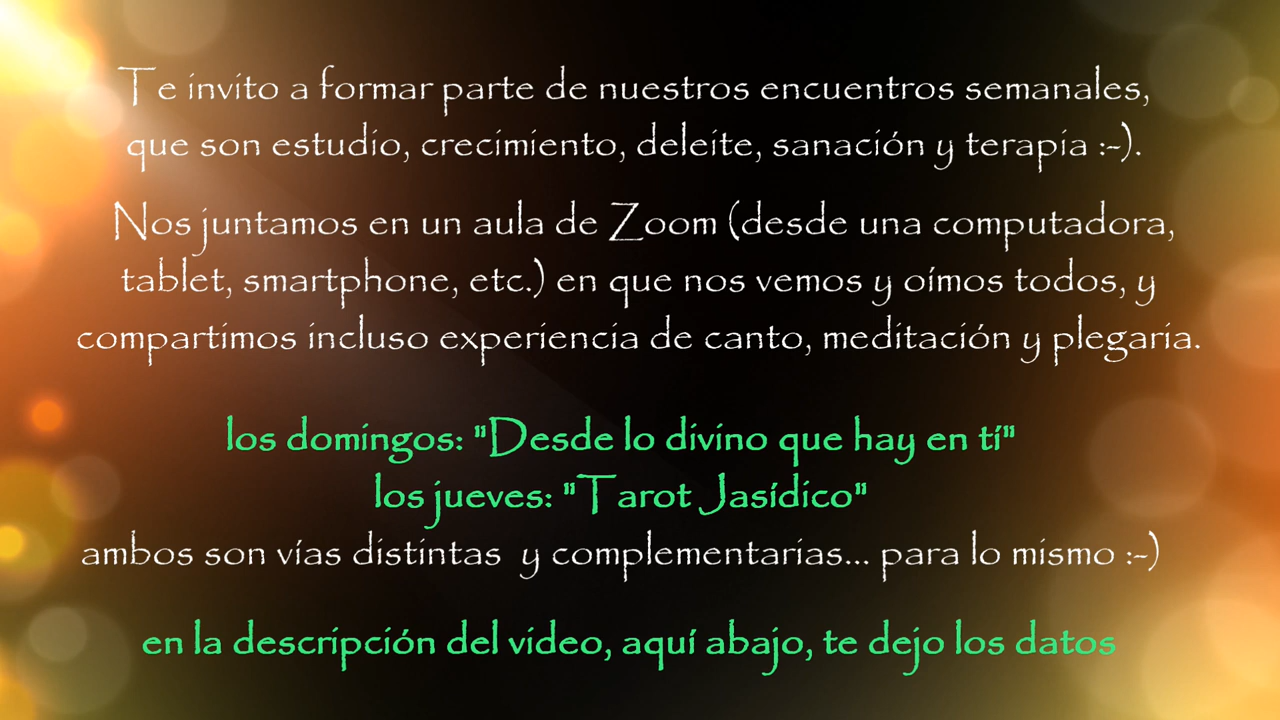 Te invito a formar parte de nuestros encuentros semanales,
que son estudio, crecimiento, deleite, sanación y terapia :-).
Nos juntamos en un aula de Zoom (desde una computadora,
tablet, smartphone, etc.) en que nos vemos y oímos todos, y
compartimos incluso experiencia de canto, meditación y plegaria.
los domingos: "Desde lo divino que hay en tí"
los jueves: "Tarot Jasídico"
ambos son vías distintas y complementarias... para lo mismo :-)
en la descripción del video, aquí abajo, te dejo los datos